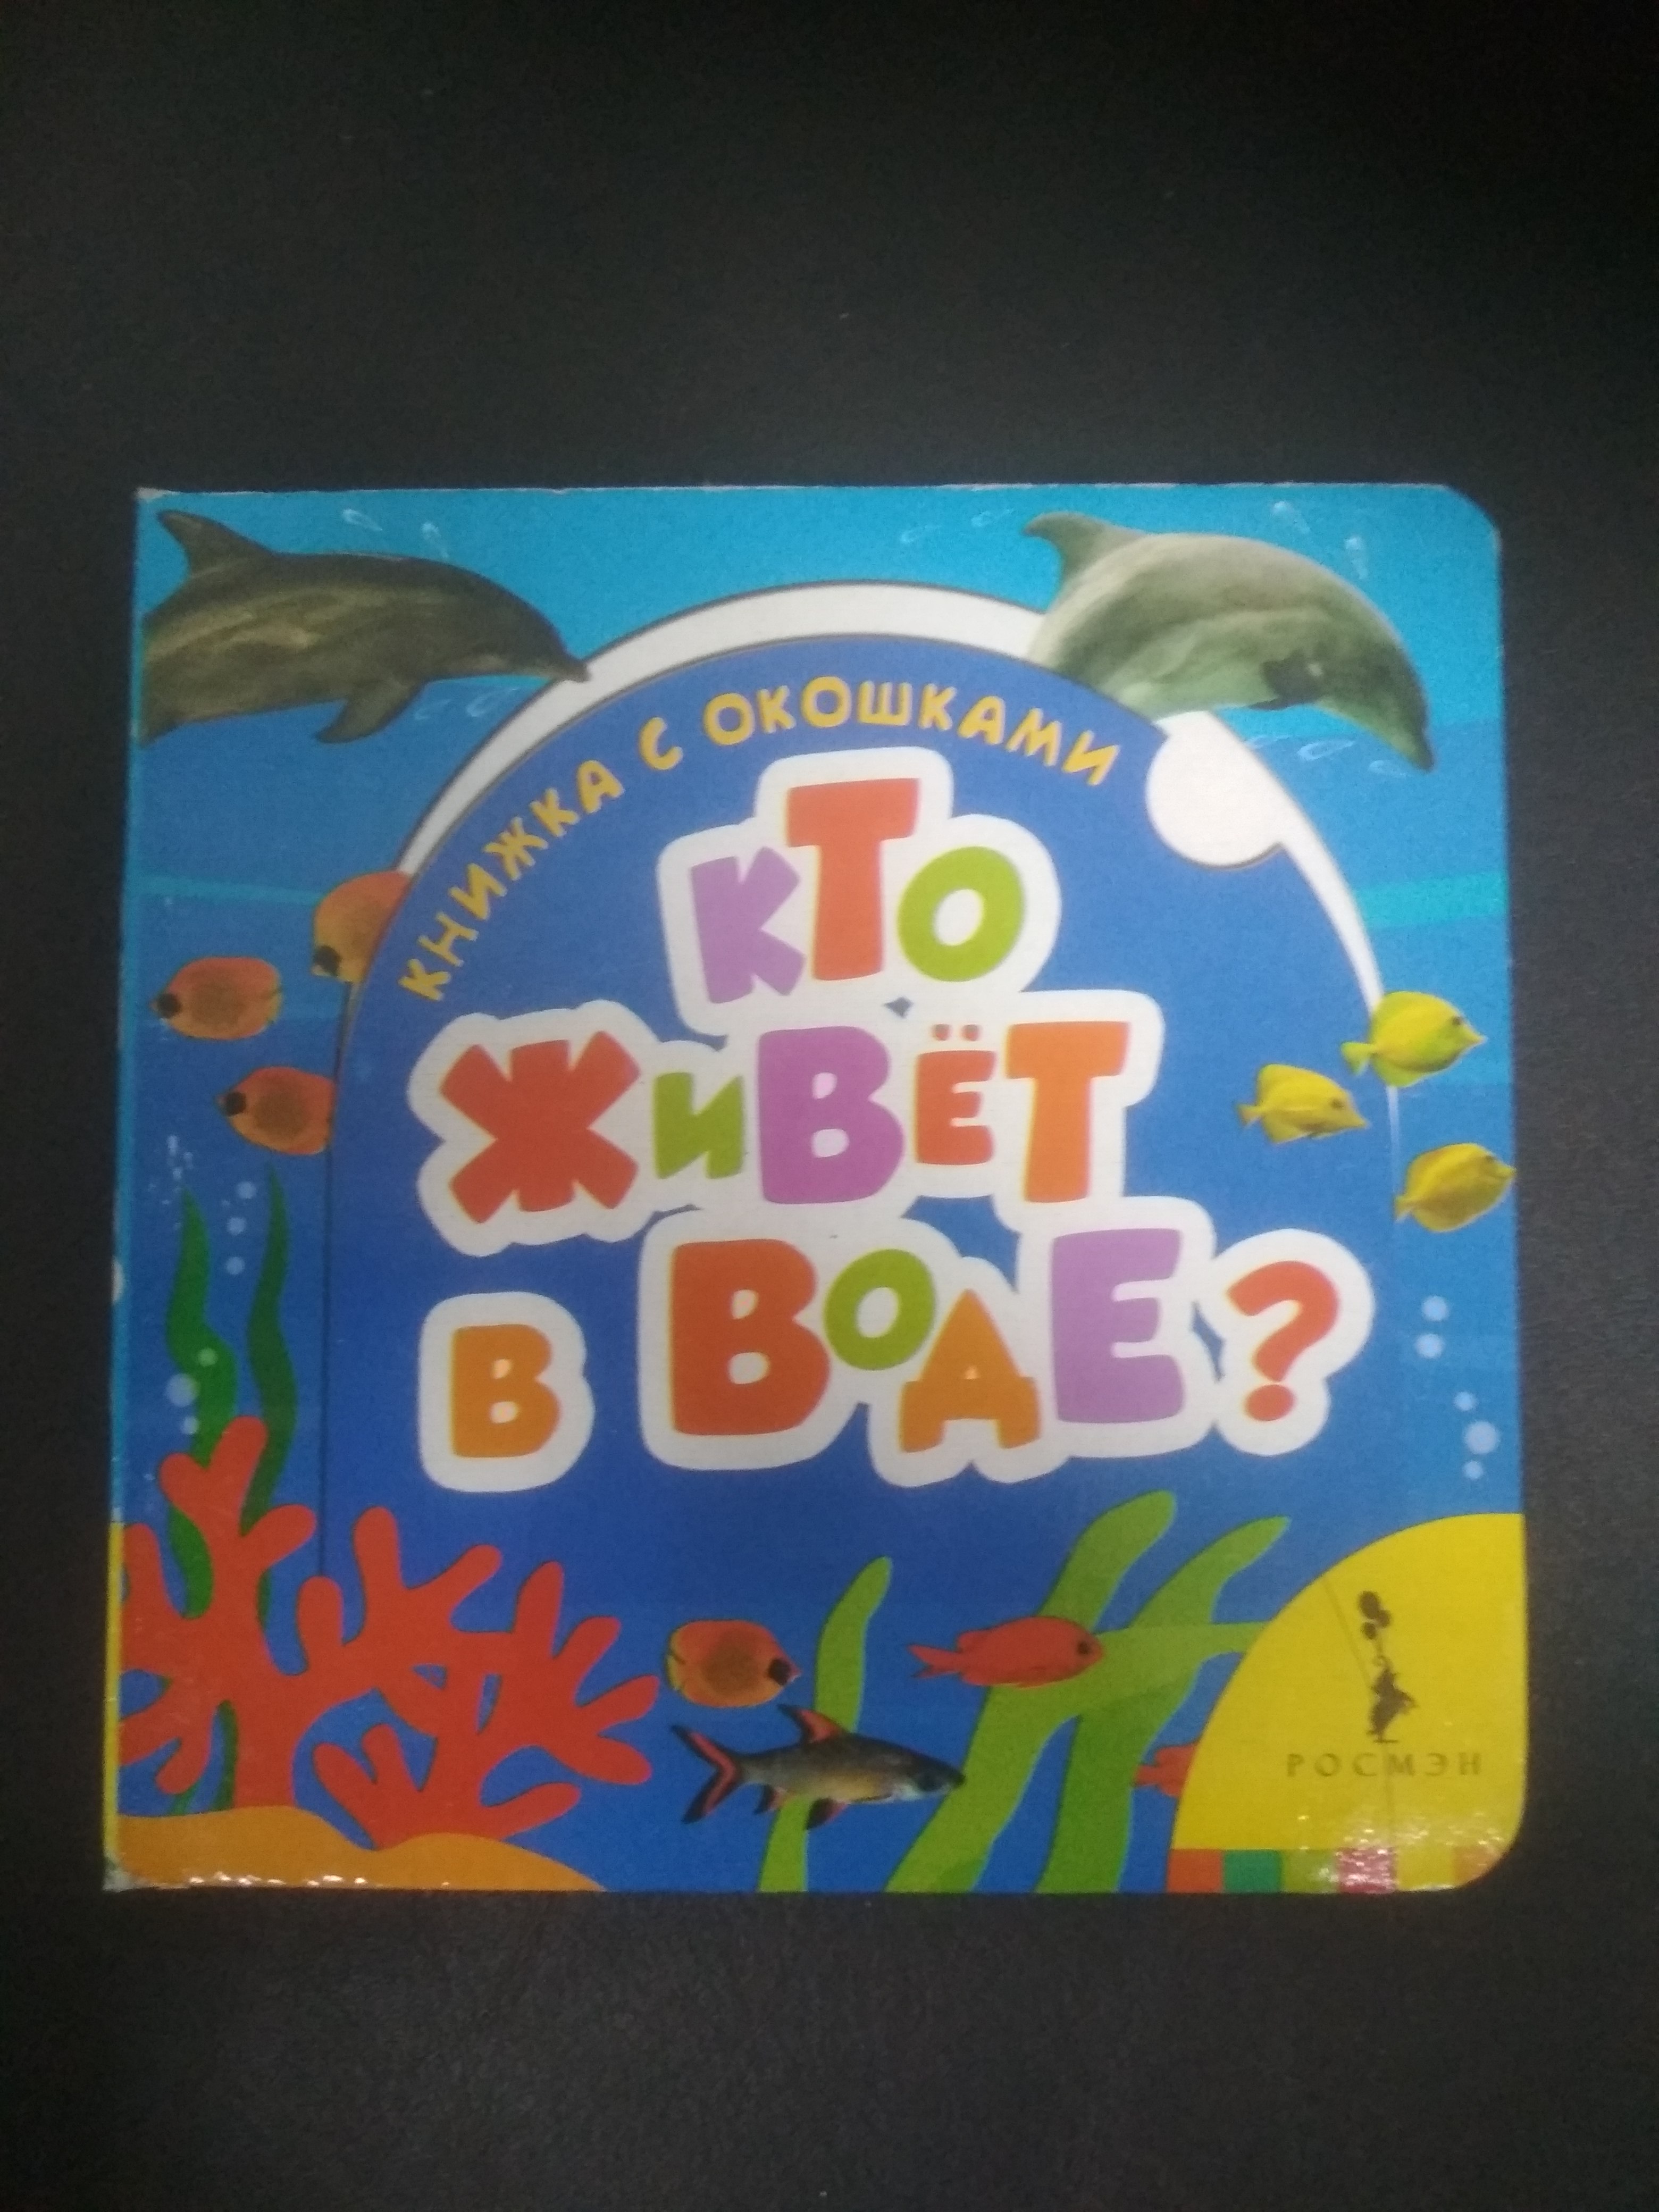 КНИЖКА С ОКОШКАМИ
КТО
ЖИВЁТ
В ВОДЕ?
РОСМЭН